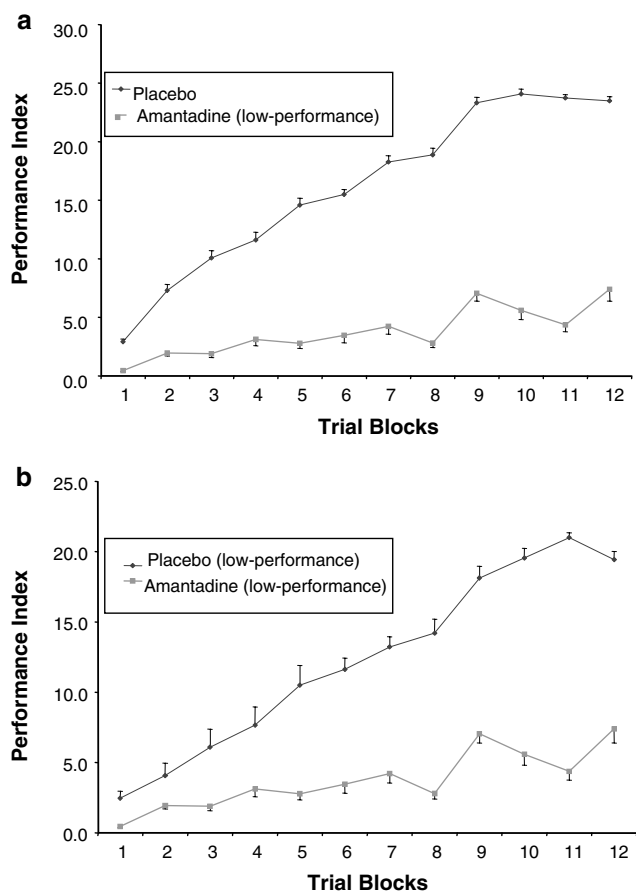 a
30.0
25.0
20.0
15.0
10.0
5.0
0.0
Performance Index
Placebo
Amantadine (low-performance)
1 2 3 4 5 6 7 8 9 10 11 12
Trial Blocks
b
25.0
20.0
15.0
10.0
5.0
0.0
Performance Index
Placebo (low-performance)
Amantadine (low-performance)
1 2 3 4 5 6 7 8 9 10 11 12
Trial Blocks